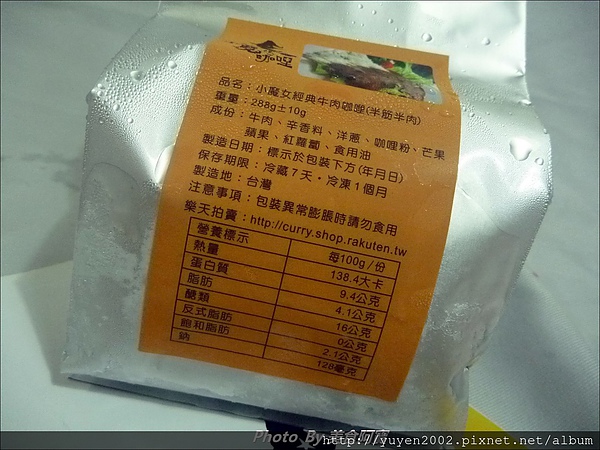 咖哩
品名：小魔女經典牛肉咖哩(半筋半肉)
重量：288g±10g
成份：牛肉、辛香料、洋蔥、咖哩粉、芒果
蘋果、紅蘿蔔、食用油
製造日期：標示於包裝下方(年月日)
保存期限：冷藏7天，冷凍1個月
製造地：台灣
注意事項：包裝異常膨脹時請勿食用
樂天拍賣：http://curry.shop.rakuten.tw
營養標示 每100g／份
熱量 138.4大卡
蛋白質 9.4公克
脂肪 4.1公克
醣類 16公克
反式脂肪 0公克
飽和脂肪 2.1公克
鈉 128毫克
Photo By 美食阿宅
http://yuyen2002.pixnet.net/album